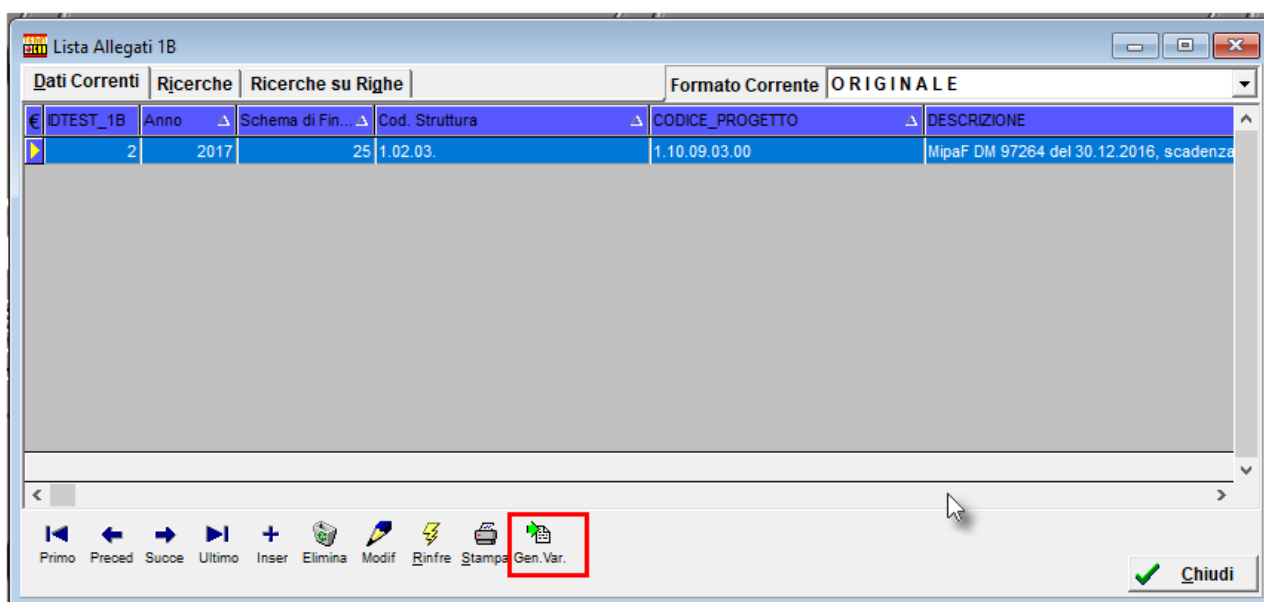 Lista Allegati 1B
Dati Correnti Ricerche Ricerche su Righe Formato Corrente ORIGINALE
€ IDTEST_1B Anno Schema di Fin... Cod. Struttura CODICE_PROGETTO DESCRIZIONE
2 2017 25 1.02.03. 1.10.09.03.00 MipaF DM 97264 del 30.12.2016, scadenza
Primo Preced Succe Ultimo Inser Elimina Modif Rinfre Stampa Gen.Var.
Chiudi